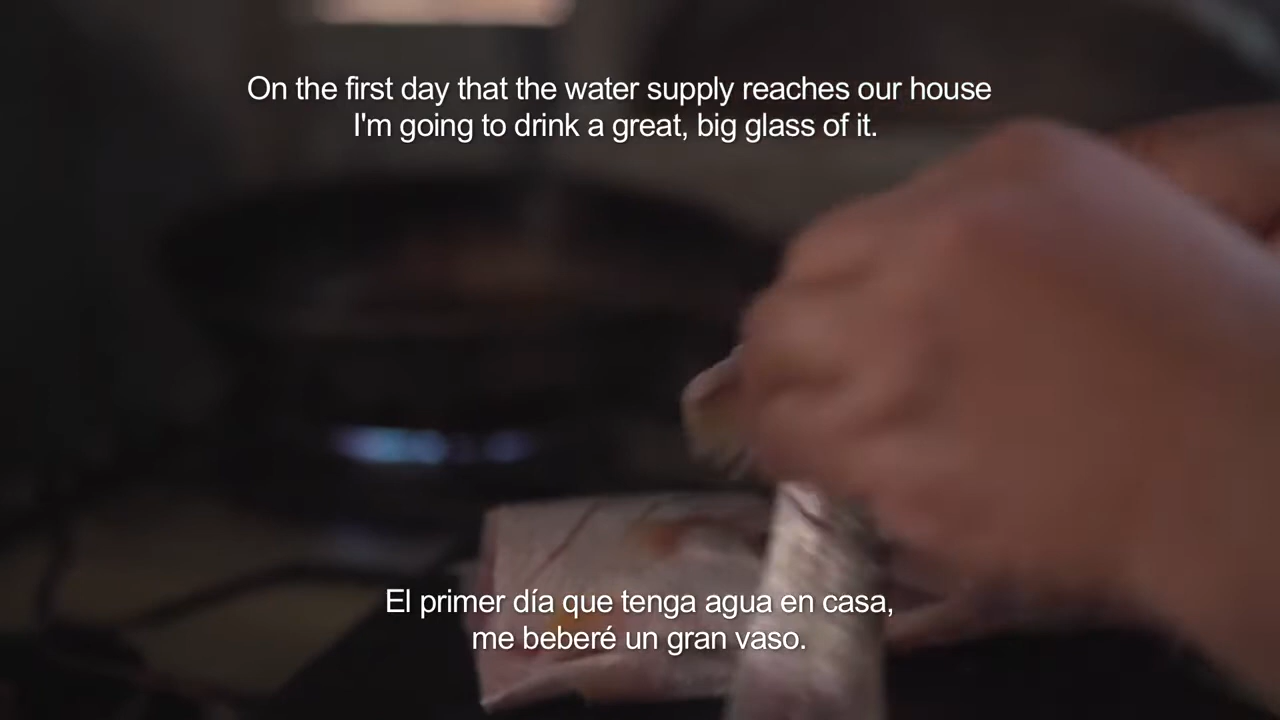 On the first day that the water supply reaches our house
I'm going to drink a great, big glass of it.
El primer día que tenga agua en casa,
me beberé un gran vaso.